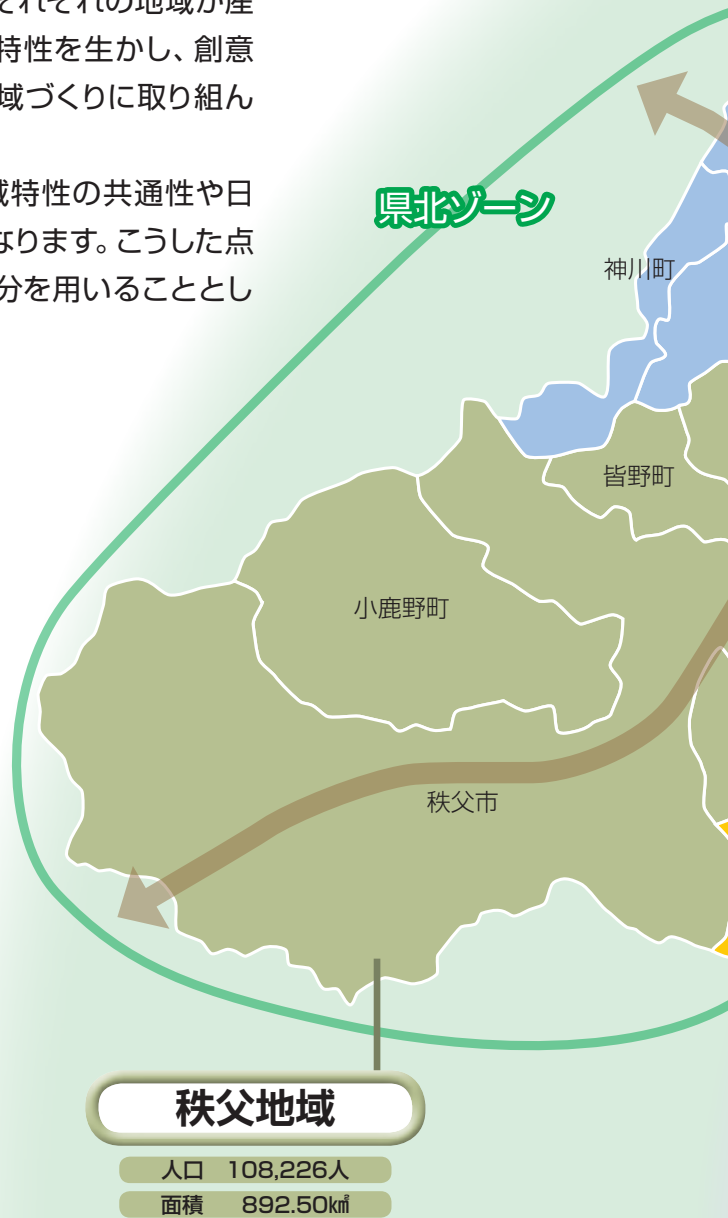 それぞれの地域が産
特性を生かし、創意
域づくりに取り組ん
域特性の共通性や日
なります。こうした点
分を用いることとし
県北ゾーン
神川町
皆野町
小鹿野町
秩父市
秩父地域
人口 108,226人
面積 892.50㎢